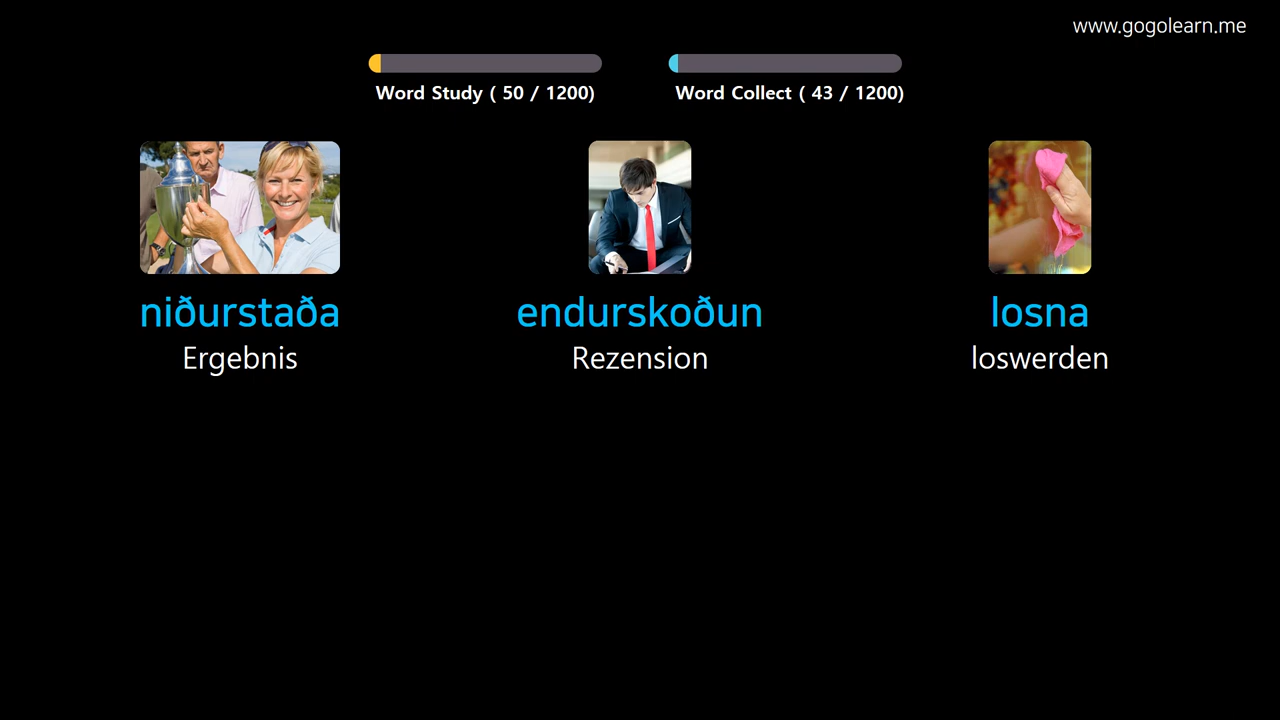 www.gogolearn.me
Word Study ( 50 / 1200)
Word Collect ( 43 / 1200)
niðurstaða
Ergebnis
endurskoðun
Rezension
losna
loswerden